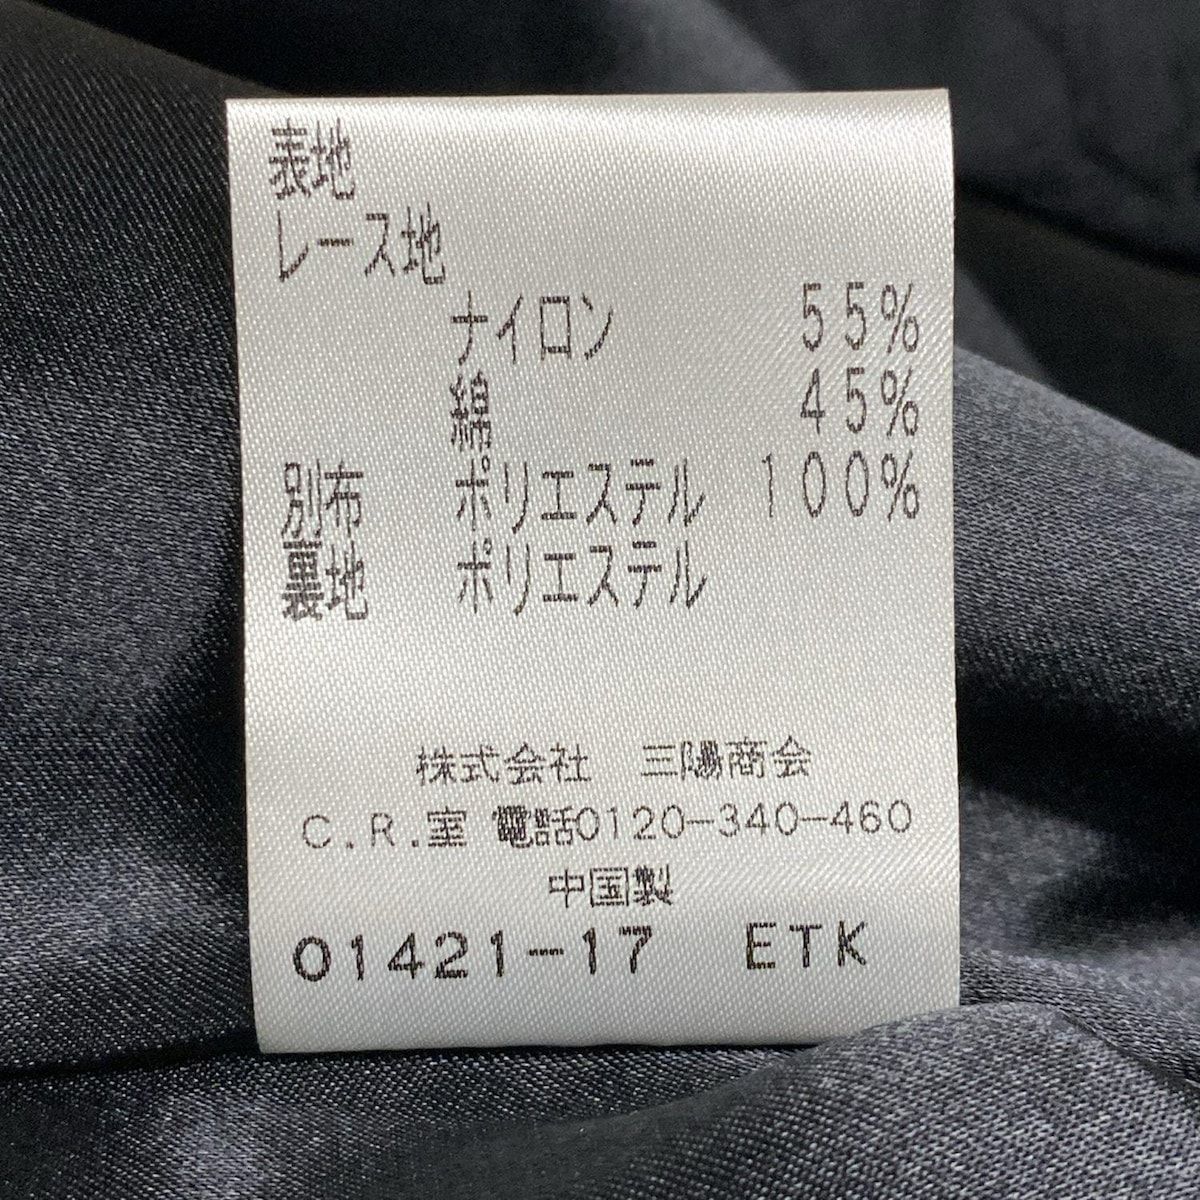 表地
レース地
ナイロン 55%
綿 45%
別布 ポリエステル 100%
裏地 ポリエステル
株式会社 三陽商会
C.R.室 電話0120-340-460
中国製
01421-17 ETK